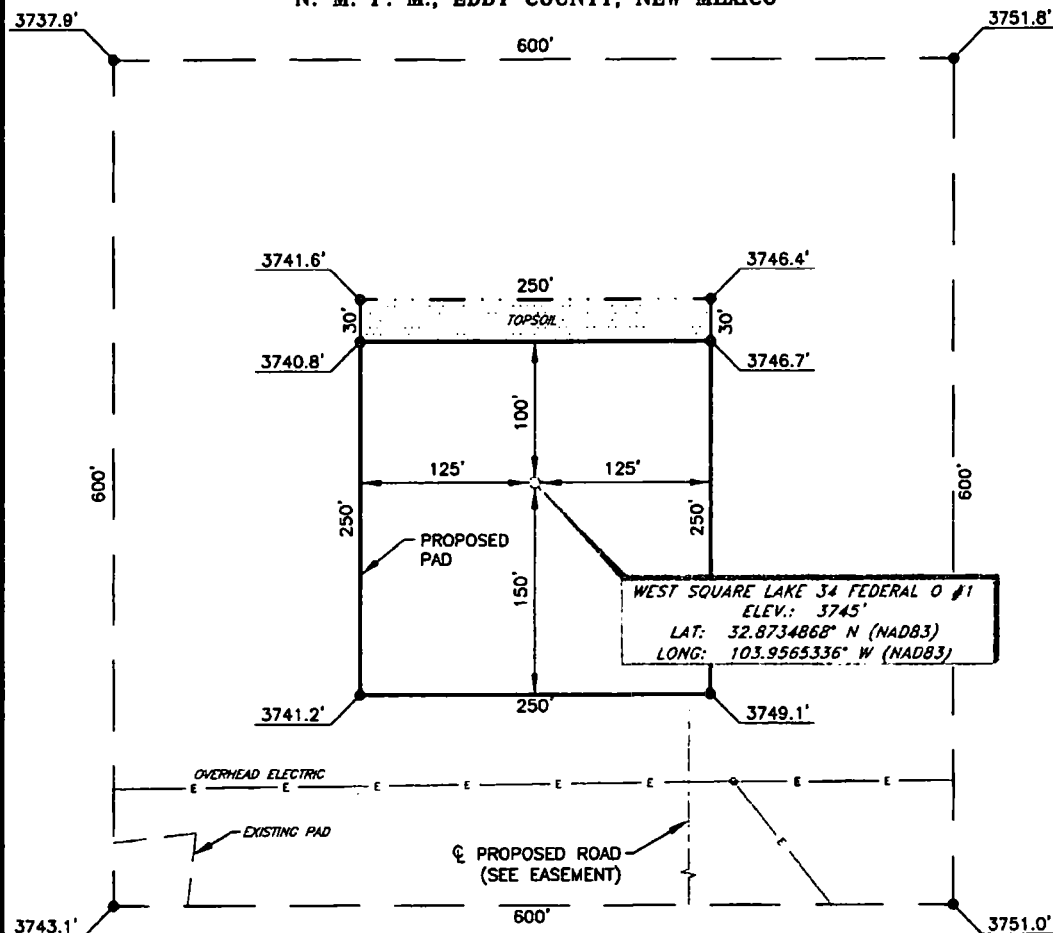 N. M. P. M., EDDY COUNTY, NEW MEXICO
3737.9'
3751.8'
600'
3741.6'
3746.4'
250'
TOPSOIL
30'
30'
3740.8'
3746.7'
100'
125'
125'
600'
600'
250'
250'
PROPOSED
PAD
150'
WEST SQUARE LAKE 34 FEDERAL O #1
ELEV.: 3745'
LAT: 32.8734868° N (NAD83)
LONG: 103.9565336° W (NAD83)
3741.2'
250'
3749.1'
OVERHEAD ELECTRIC
E E E E E E E E
EXISTING PAD
E
℄ PROPOSED ROAD
(SEE EASEMENT)
3743.1'
600'
3751.0'